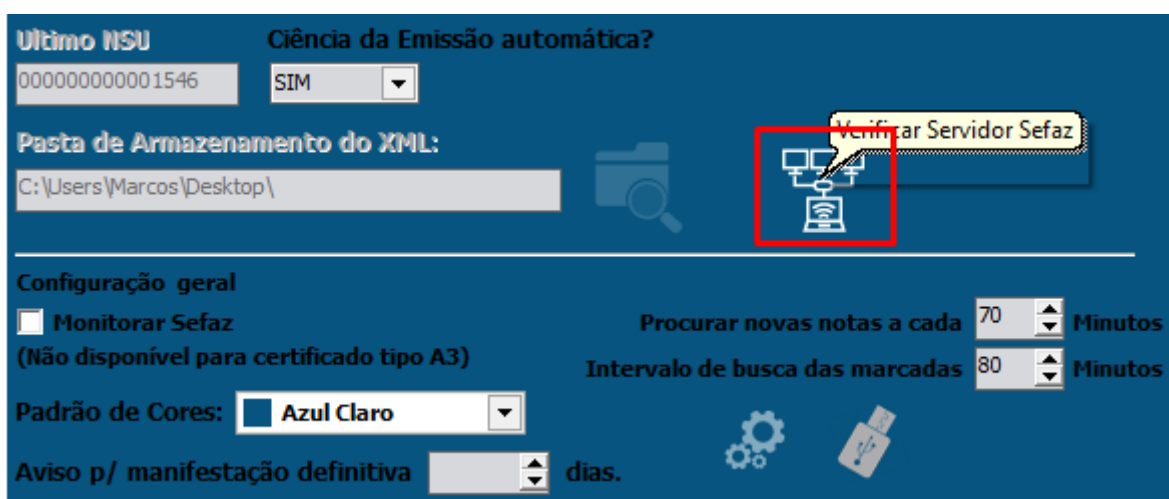 Ultimo NSU
Ciência da Emissão automática?
000000000001546
SIM
Verificar Servidor Sefaz
Pasta de Armazenamento do XML:
C:\Users\Marcos\Desktop\
Configuração geral
Monitorar Sefaz
(Não disponível para certificado tipo A3)
Procurar novas notas a cada 70 Minutos
Intervalo de busca das marcadas 80 Minutos
Padrão de Cores: Azul Claro
Aviso p/ manifestação definitiva dias.